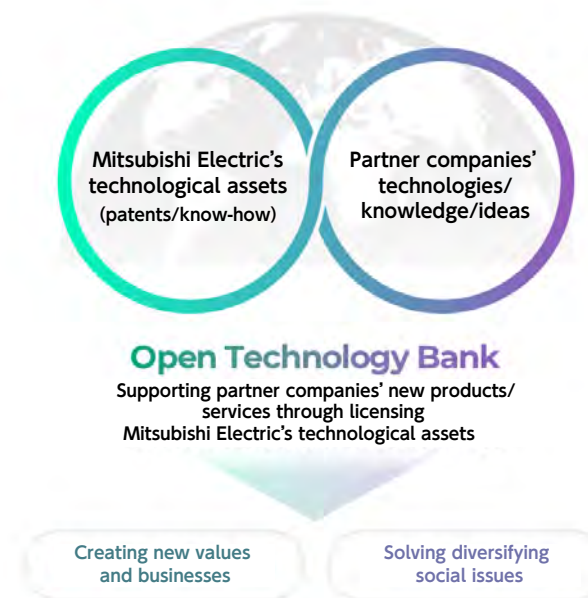 Mitsubishi Electric's
technological assets
(patents/know-how)
Partner companies'
technologies/
knowledge/ideas
Open Technology Bank
Supporting partner companies' new products/
services through licensing
Mitsubishi Electric's technological assets
Creating new values
and businesses
Solving diversifying
social issues